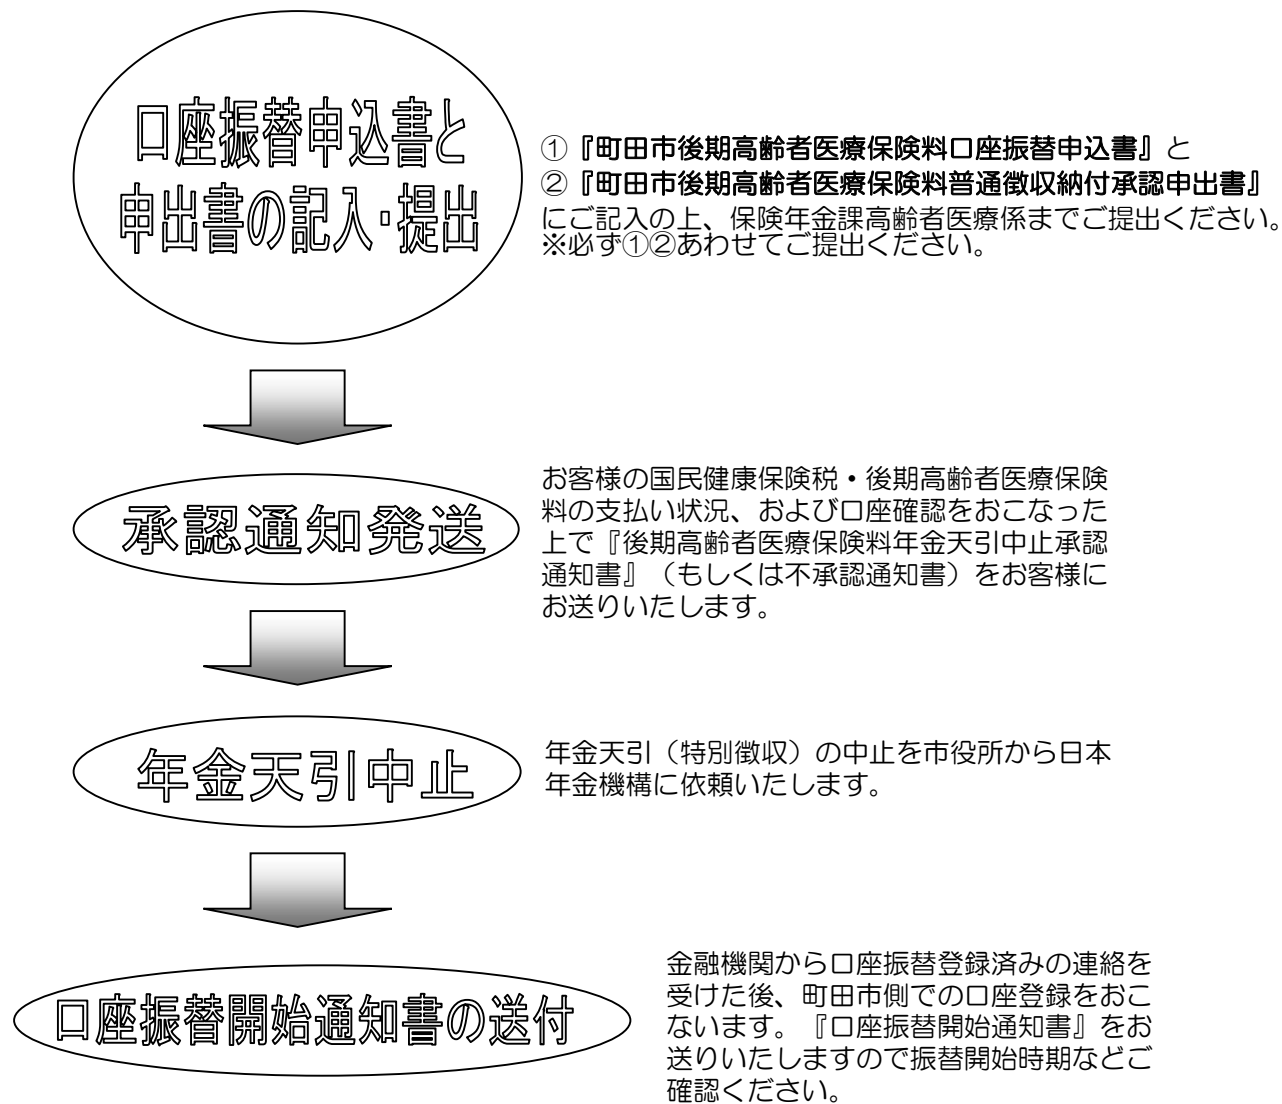 口座振替申込書と
申出書の記入・提出
①『町田市後期高齢者医療保険料口座振替申込書』と
②『町田市後期高齢者医療保険料普通徴収納付承認申出書』
にご記入の上、保険年金課高齢者医療係までご提出ください。
※必ず①②あわせてご提出ください。
承認通知発送
お客様の国民健康保険税・後期高齢者医療保険
料の支払い状況、および口座確認をおこなった
上で『後期高齢者医療保険料年金天引中止承認
通知書』（もしくは不承認通知書）をお客様に
お送りいたします。
年金天引中止
年金天引（特別徴収）の中止を市役所から日本
年金機構に依頼いたします。
口座振替開始通知書の送付
金融機関から口座振替登録済みの連絡を
受けた後、町田市側での口座登録をおこ
ないます。『口座振替開始通知書』をお
送りいたしますので振替開始時期などご
確認ください。